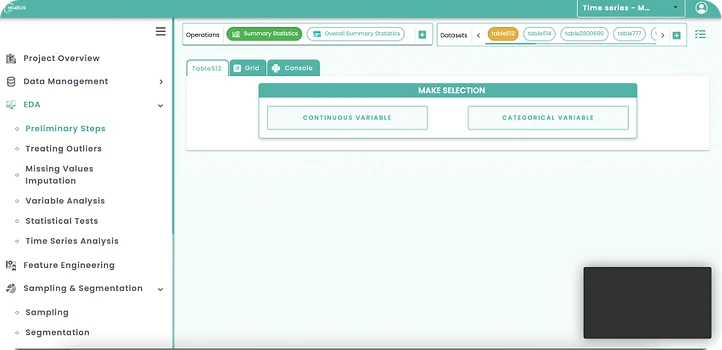 NimBUS
Time series - M...
Operations
Summary Statistics
Overall Summary Statistics
Datasets
table512
table614
table2800690
table777
Project Overview
Data Management
EDA
Preliminary Steps
Treating Outliers
Missing Values
Imputation
Variable Analysis
Statistical Tests
Time Series Analysis
Feature Engineering
Sampling & Segmentation
Sampling
Segmentation
Table512
Grid
Console
MAKE SELECTION
CONTINUOUS VARIABLE
CATEGORICAL VARIABLE